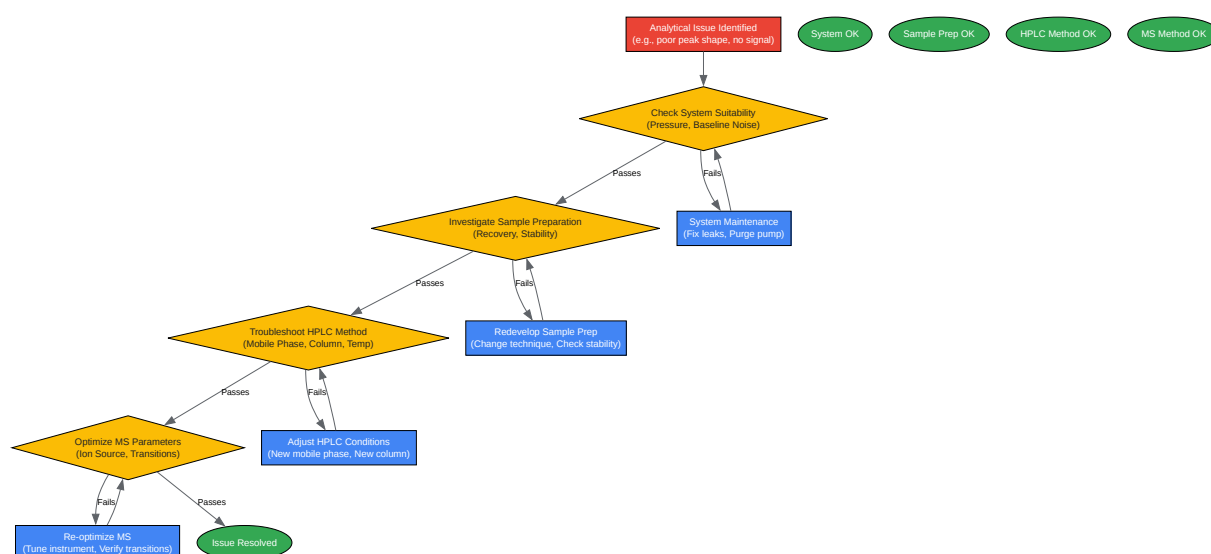 Analytical Issue Identified
(e.g., poor peak shape, no signal)
System OK
Sample Prep OK
HPLC Method OK
MS Method OK
Check System Suitability
(Pressure, Baseline Noise)
Passes
Fails
Investigate Sample Preparation
(Recovery, Stability)
System Maintenance
(Fix leaks, Purge pump)
Passes
Fails
Troubleshoot HPLC Method
(Mobile Phase, Column, Temp)
Redevelop Sample Prep
(Change technique, Check stability)
Passes
Fails
Optimize MS Parameters
(Ion Source, Transitions)
Adjust HPLC Conditions
(New mobile phase, New column)
Fails
Passes
Re-optimize MS
(Tune instrument, Verify transitions)
Issue Resolved